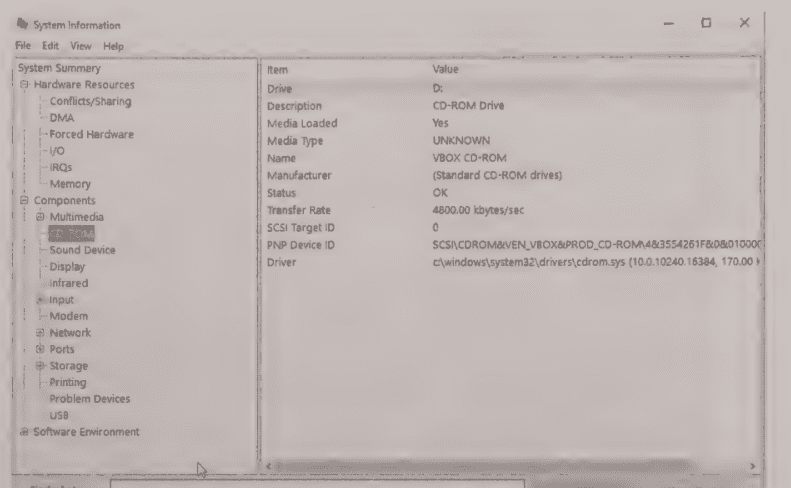 System Information
File Edit View Help
System Summary
Hardware Resources
Conflicts/Sharing
DMA
Forced Hardware
I/O
IRQs
Memory
Components
Multimedia
CD-ROM
Sound Device
Display
Infrared
Input
Modem
Network
Ports
Storage
Printing
Problem Devices
USB
Software Environment
Item Value
Drive D:
Description CD-ROM Drive
Media Loaded Yes
Media Type UNKNOWN
Name VBOX CD-ROM
Manufacturer (Standard CD-ROM drives)
Status OK
Transfer Rate 4800.00 kbytes/sec
SCSI Target ID 0
PNP Device ID SCSI\CDROM&VEN_VBOX&PROD_CD-ROM\4&3554261F&0&010000
Driver c:\windows\system32\drivers\cdrom.sys (10.0.10240.16384, 170.00